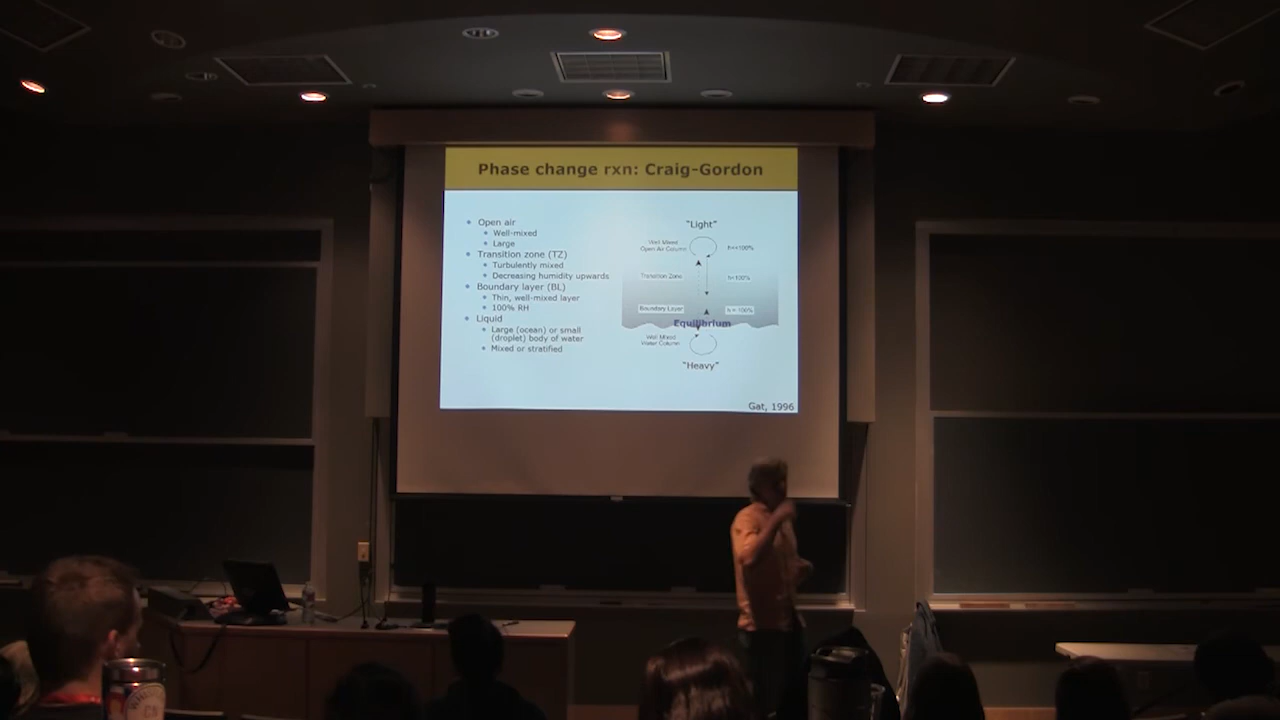 Phase change rxn: Craig-Gordon
Open air
Well-mixed
Large
Transition zone (TZ)
Turbulently mixed
Decreasing humidity upwards
Boundary layer (BL)
Thin, well-mixed layer
100% RH
Liquid
Large (ocean) or small
(droplet) body of water
Mixed or stratified
"Light"
Well Mixed
Open Air Column
h<<100%
Transition Zone
h<100%
Boundary Layer
h = 100%
Equilibrium
Well Mixed
Water Column
"Heavy"
Gat, 1996